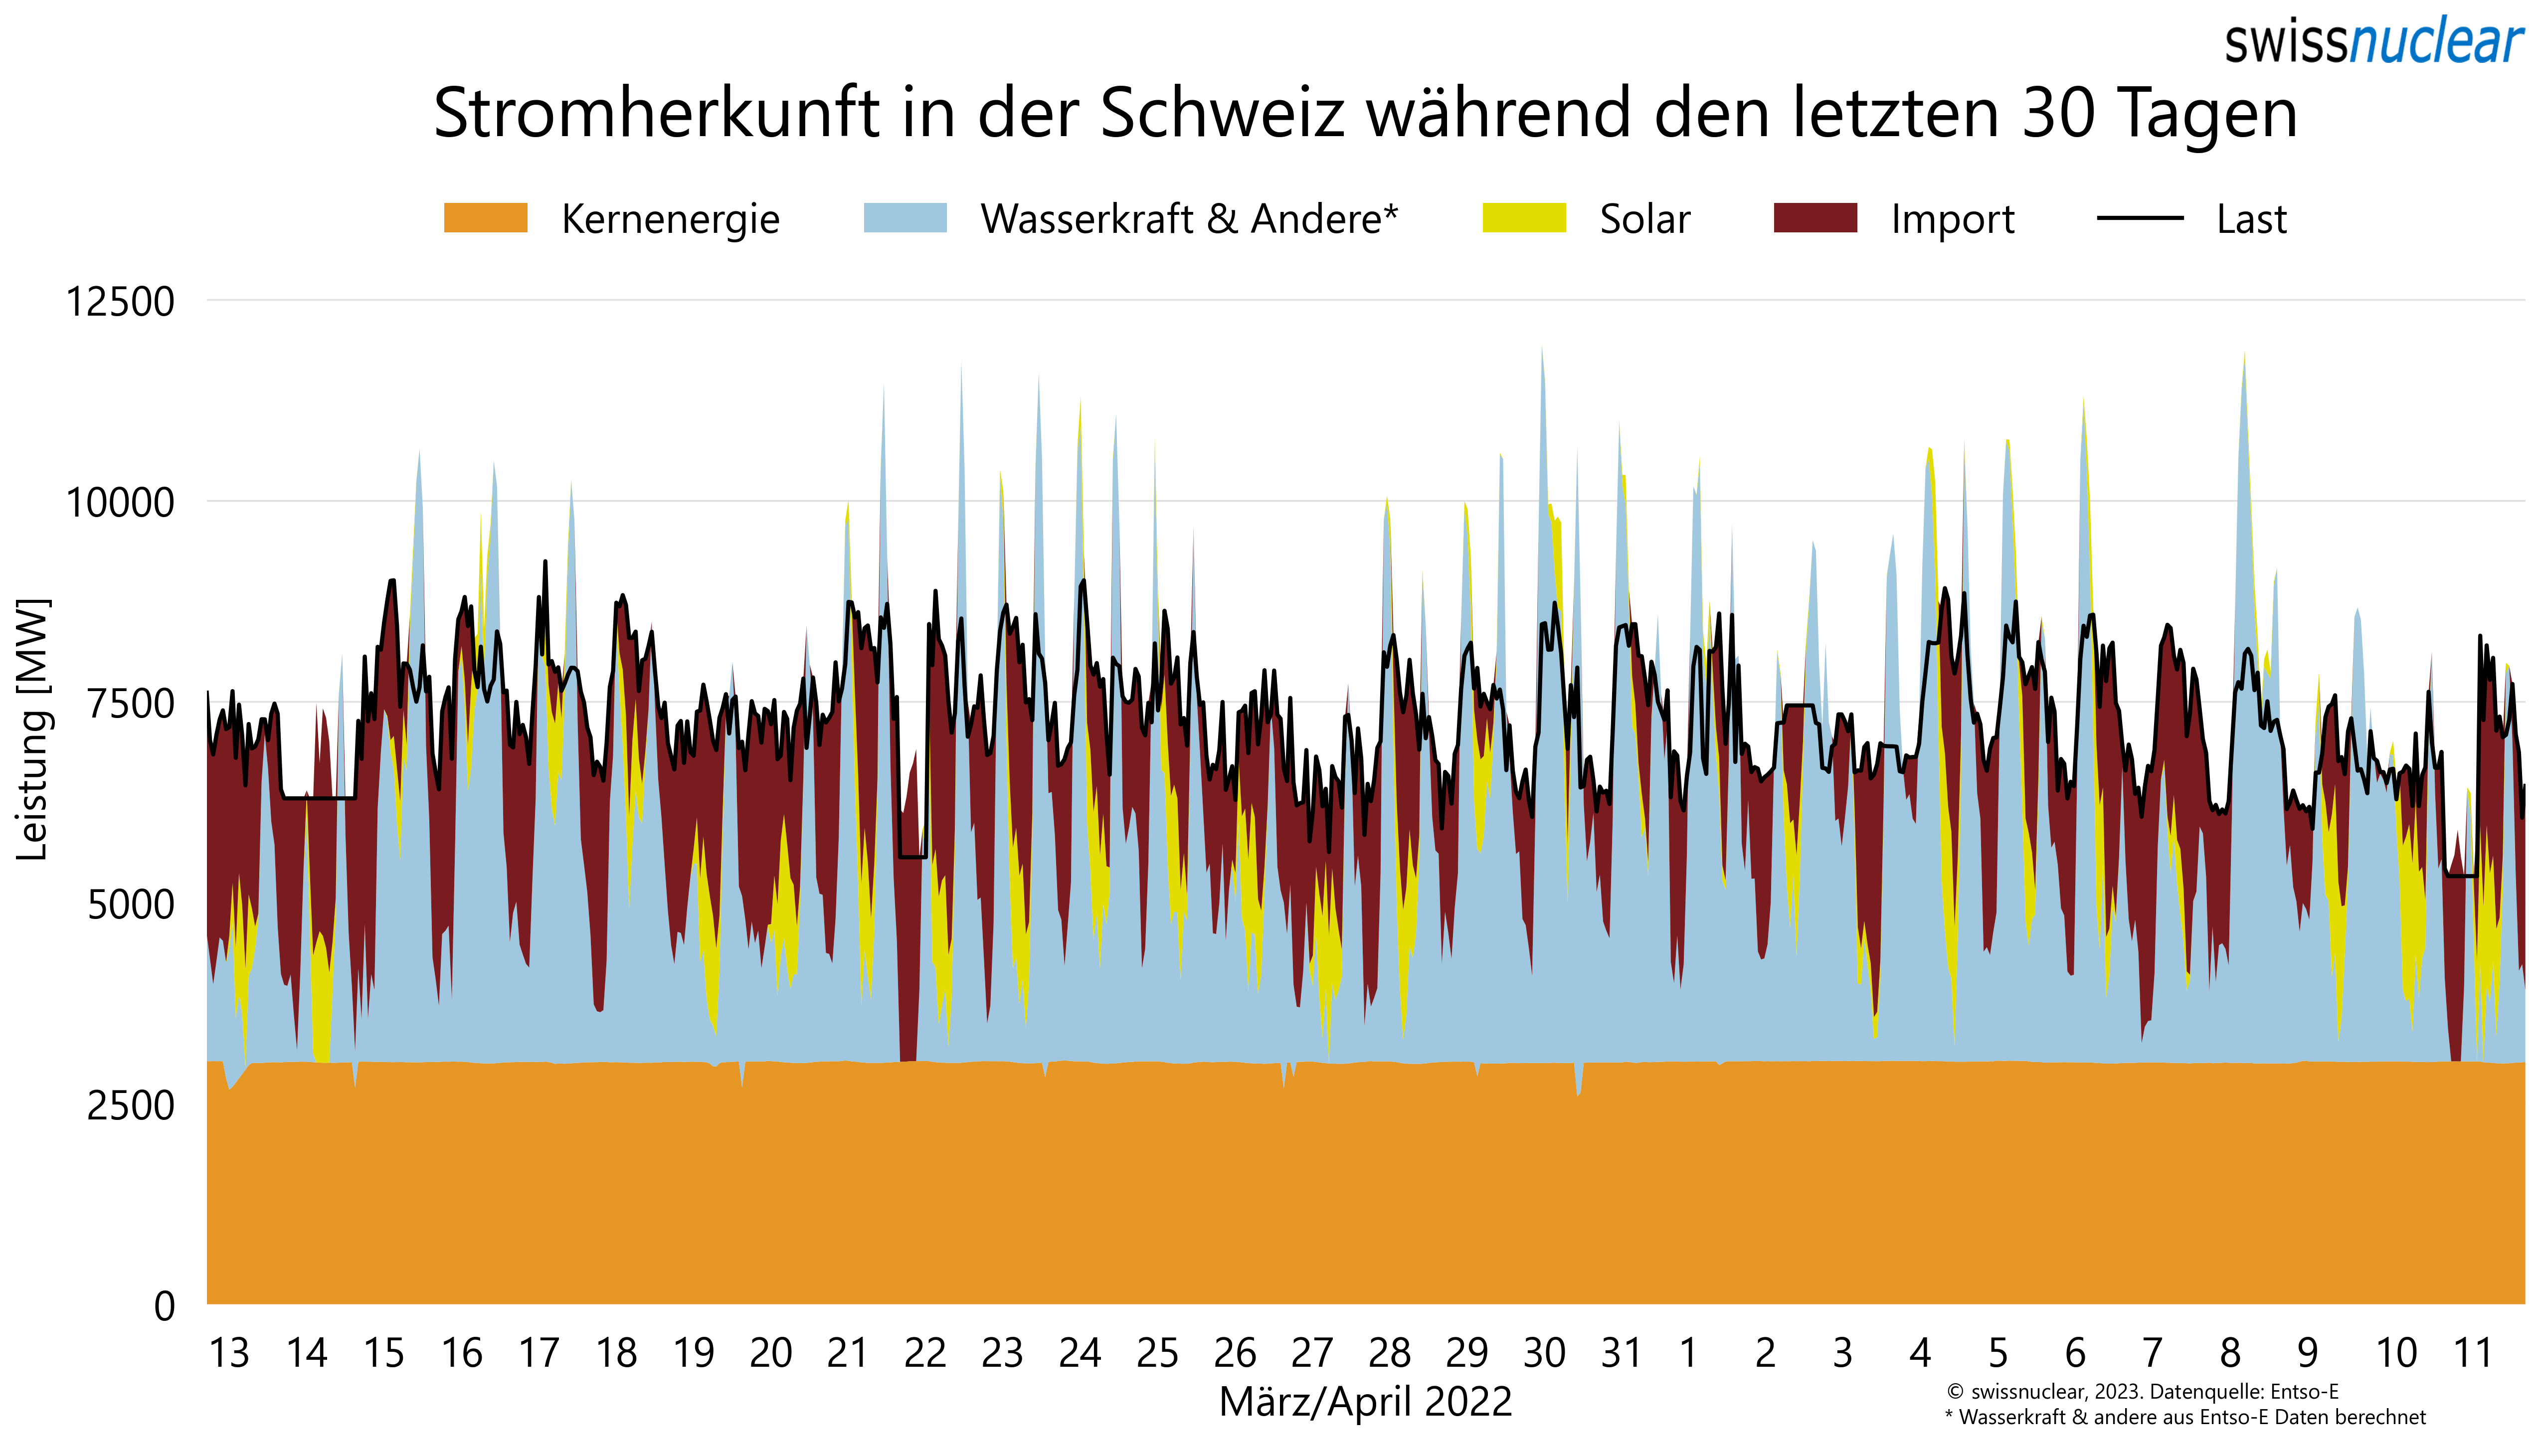 swissnuclear
Stromherkunft in der Schweiz während den letzten 30 Tagen
Kernenergie Wasserkraft & Andere* Solar Import Last
12500
10000
7500
5000
2500
0
Leistung [MW]
13 14 15 16 17 18 19 20 21 22 23 24 25 26 27 28 29 30 31 1 2 3 4 5 6 7 8 9 10 11
März/April 2022
© swissnuclear, 2023. Datenquelle: Entso-E
* Wasserkraft & andere aus Entso-E Daten berechnet